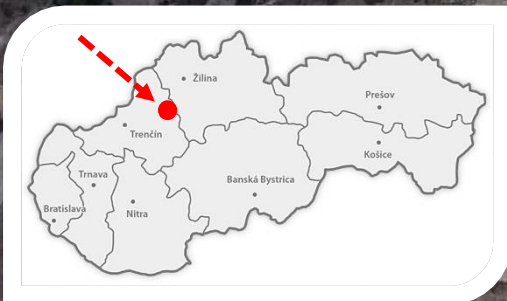 Žilina
Prešov
Trenčín
Košice
Trnava
Banská Bystrica
Nitra
Bratislava